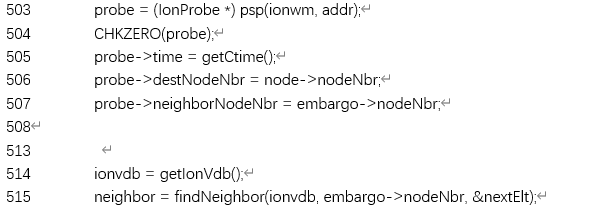 503 probe = (IonProbe *) psp(ionwm, addr);↵
504 CHKZERO(probe);↵
505 probe->time = getCtime();↵
506 probe->destNodeNbr = node->nodeNbr;↵
507 probe->neighborNodeNbr = embargo->nodeNbr;↵
508↵
513 ↵
514 ionvdb = getIonVdb();↵
515 neighbor = findNeighbor(ionvdb, embargo->nodeNbr, &nextElt);↵